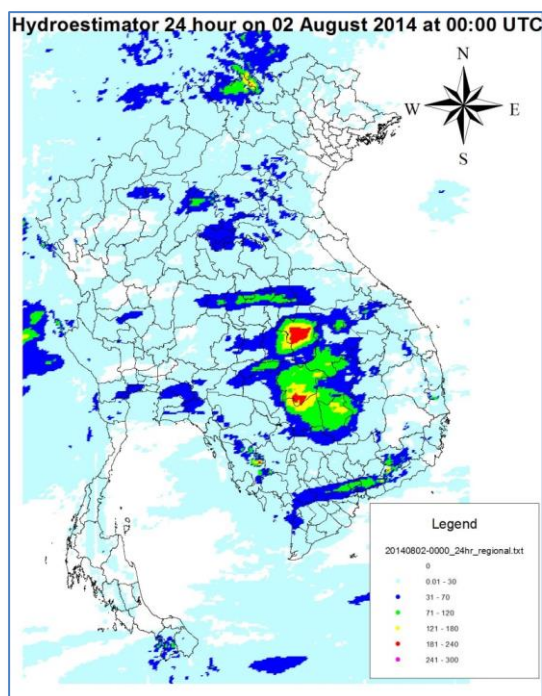 Hydroestimator 24 hour on 02 August 2014 at 00:00 UTC
N
W
E
S
Legend
20140802-0000_24hr_regional.txt
0
0.01 - 30
31 - 70
71 - 120
121 - 180
181 - 240
241 - 300